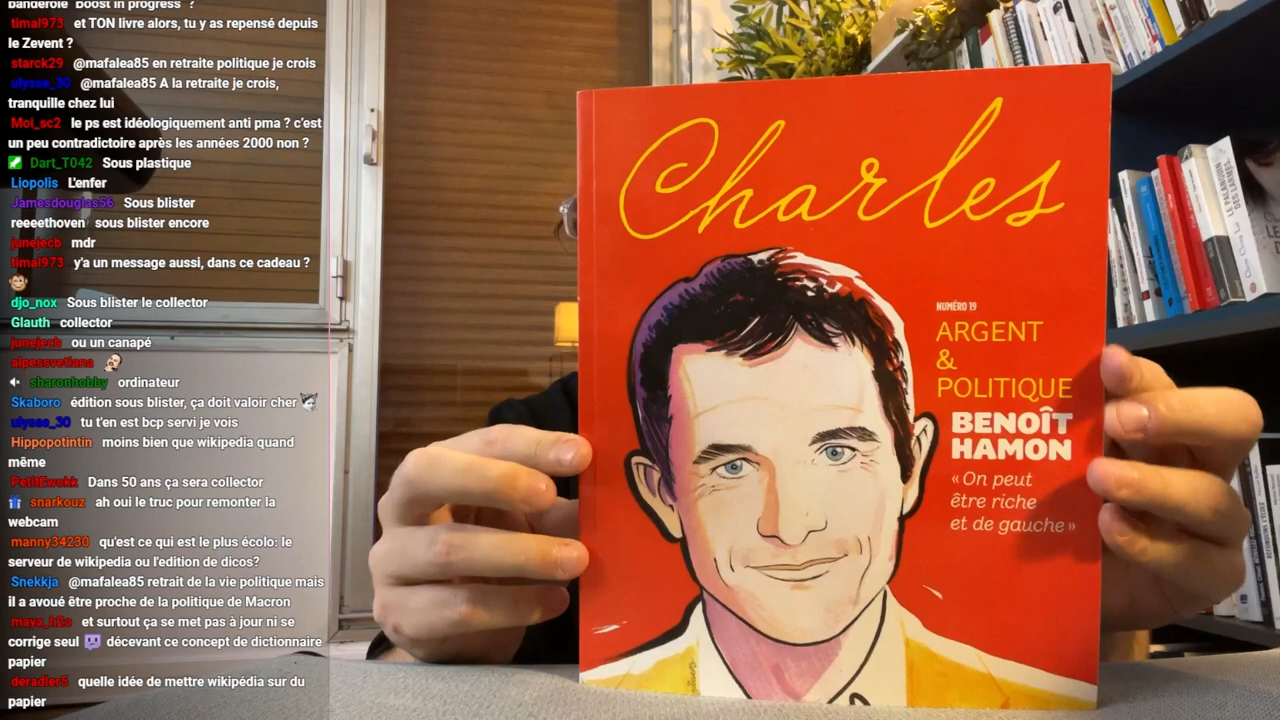 banderole "boost in progress" ?
timal973 et TON livre alors, tu y as repensé depuis
le Zevent ?
starck29 @mafalea85 en retraite politique je crois
ulysse_30 @mafalea85 A la retraite je crois,
tranquille chez lui
Moi_sc2 le ps est idéologiquement anti pma ? c'est
un peu contradictoire après les années 2000 non ?
Dart_T042 Sous plastique
Liopolis L'enfer
Jamesdouglas56 Sous blister
reeeethoven sous blister encore
junejecb mdr
timal973 y'a un message aussi, dans ce cadeau ?
djo_nox Sous blister le collector
Glauth collector
junejecb ou un canapé
alpessvetlana
sharonhobby ordinateur
Skaboro édition sous blister, ça doit valoir cher
ulysse_30 tu t'en est bcp servi je vois
Hippopotintin moins bien que wikipedia quand
même
PetitEwokk Dans 50 ans ça sera collector
snarkouz ah oui le truc pour remonter la
webcam
manny34230 qu'est ce qui est le plus écolo: le
serveur de wikipedia ou l'edition de dicos?
Snekkja @mafalea85 retrait de la vie politique mais
il a avoué être proche de la politique de Macron
maya_h2o et surtout ça se met pas à jour ni se
corrige seul décevant ce concept de dictionnaire
papier
deradler5 quelle idée de mettre wikipédia sur du
papier
Charles
NUMÉRO 19
ARGENT
&
POLITIQUE
BENOÎT
HAMON
« On peut
être riche
et de gauche »
LE PALANQUIN
DES LARMES